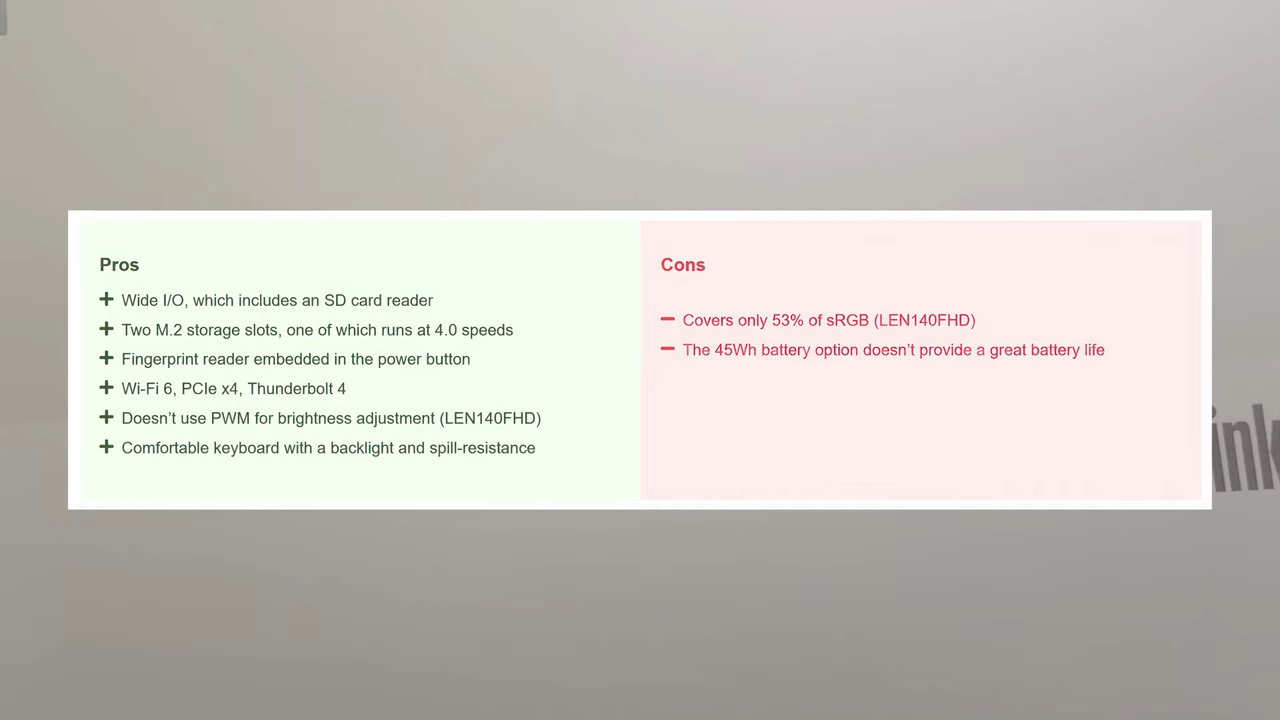 Pros
Wide I/O, which includes an SD card reader
Two M.2 storage slots, one of which runs at 4.0 speeds
Fingerprint reader embedded in the power button
Wi-Fi 6, PCIe x4, Thunderbolt 4
Doesn’t use PWM for brightness adjustment (LEN140FHD)
Comfortable keyboard with a backlight and spill-resistance
Cons
Covers only 53% of sRGB (LEN140FHD)
The 45Wh battery option doesn’t provide a great battery life